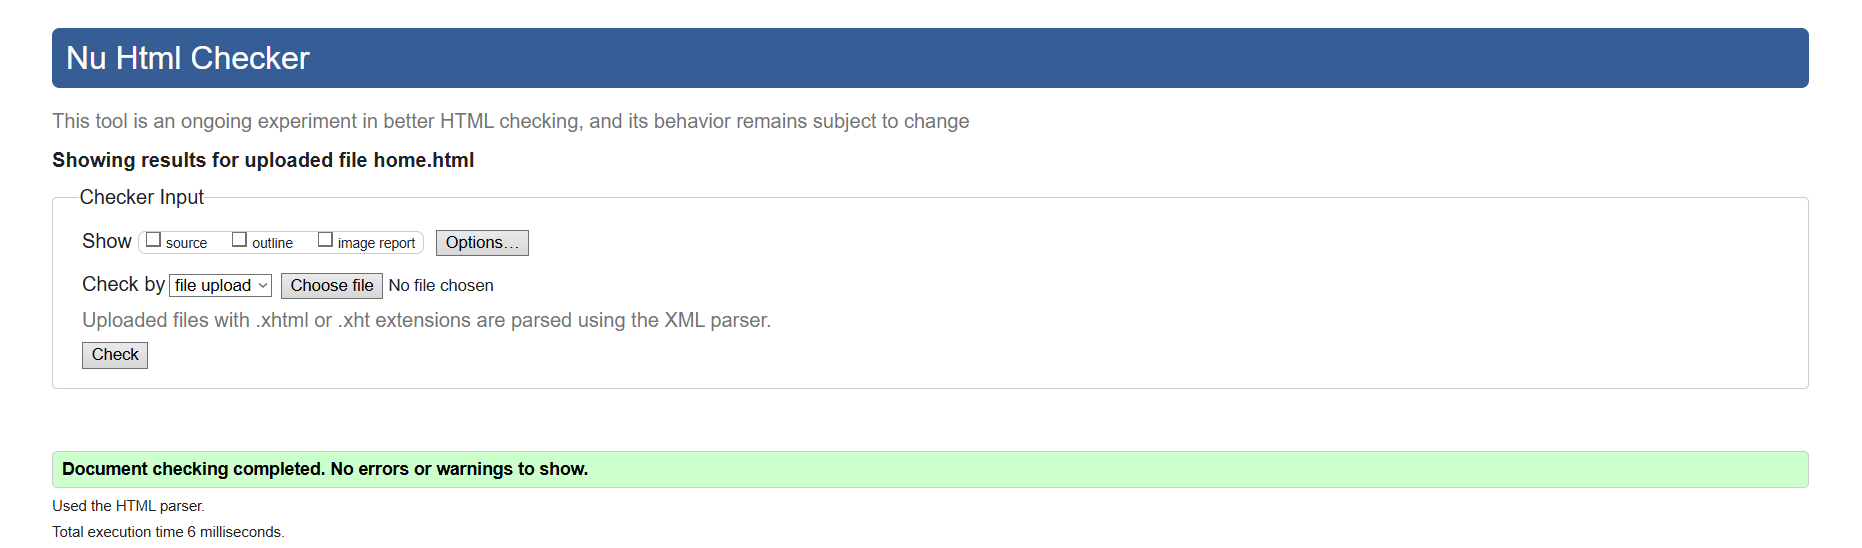 Nu Html Checker
This tool is an ongoing experiment in better HTML checking, and its behavior remains subject to change
Showing results for uploaded file home.html
Checker Input
Show source outline image report Options...
Check by file upload Choose file No file chosen
Uploaded files with .xhtml or .xht extensions are parsed using the XML parser.
Check
Document checking completed. No errors or warnings to show.
Used the HTML parser.
Total execution time 6 milliseconds.